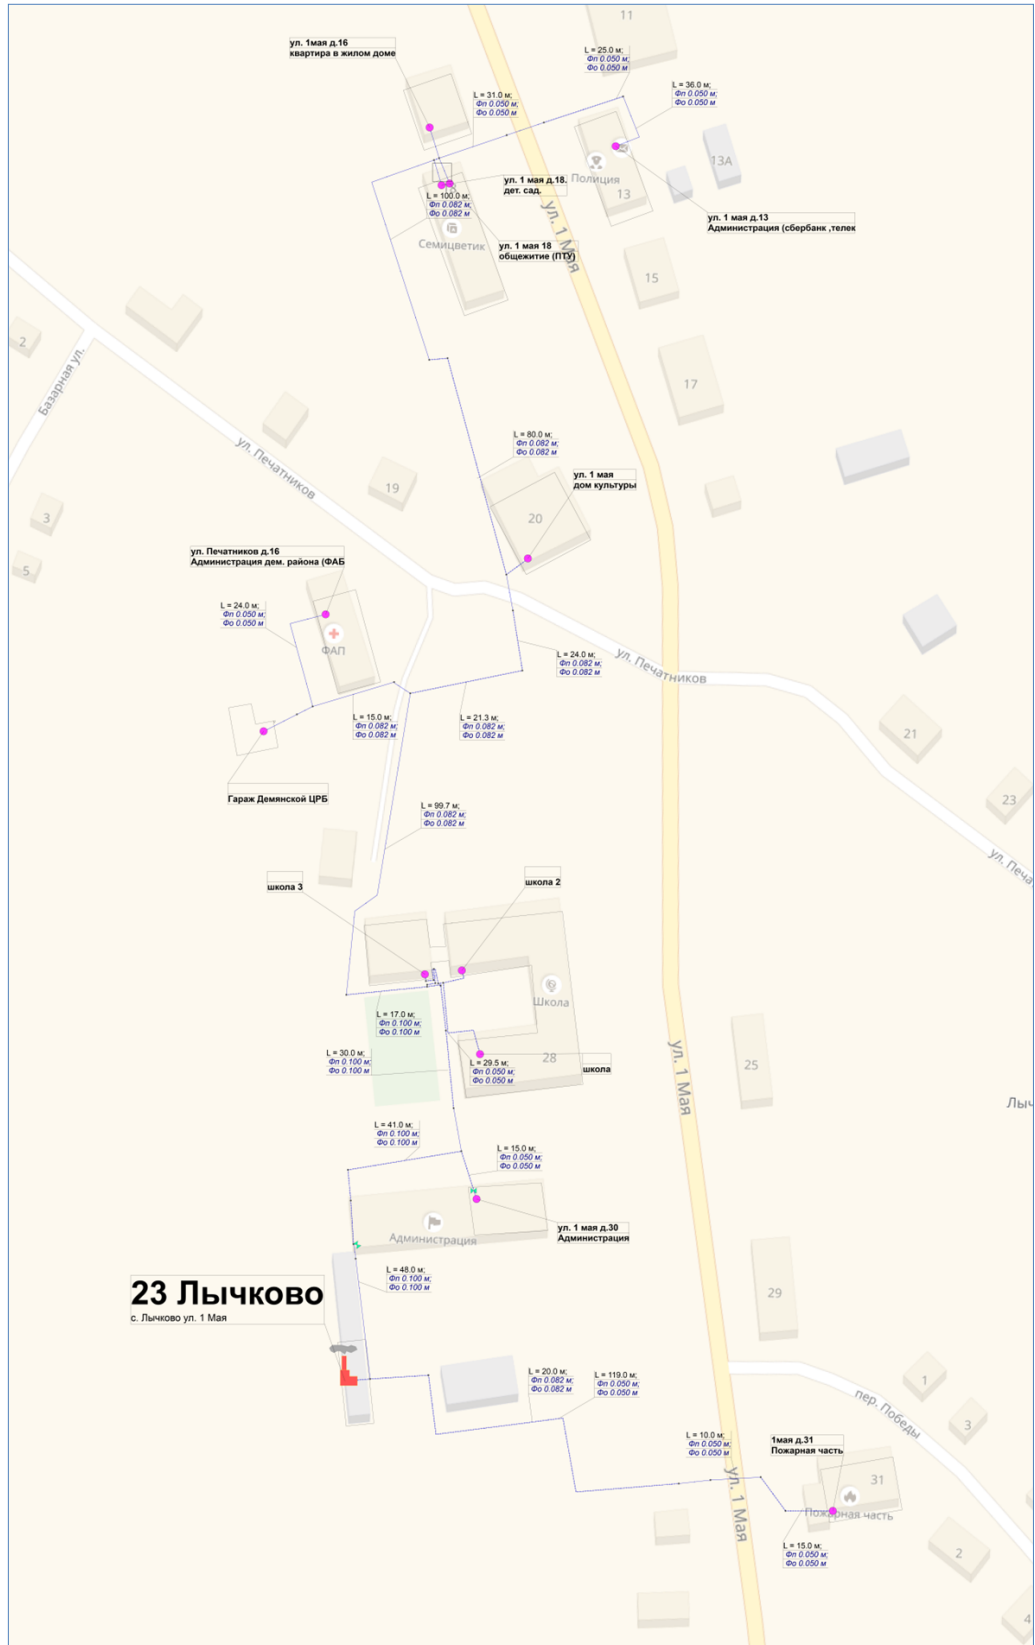 11
ул. 1мая д.16
квартира в жилом доме
L = 25.0 м;
Фп 0.050 м;
Фо 0.050 м
L = 31.0 м;
Фп 0.050 м;
Фо 0.050 м
L = 36.0 м;
Фп 0.050 м;
Фо 0.050 м
13А
Полиция
13
ул. 1 мая д.18.
дет. сад.
L = 100.0 м;
Фп 0.082 м;
Фо 0.082 м
Семицветик
ул. 1 мая 18
общежитие (ПТУ)
ул. 1 Мая
ул. 1 мая д.13
Администрация (сбербанк ,телек
15
2
Базарная ул.
17
L = 80.0 м;
Фп 0.082 м;
Фо 0.082 м
ул. Печатников
19
ул. 1 мая
дом культуры
20
3
5
ул. Печатников д.16
Администрация дем. района (ФАБ
L = 24.0 м;
Фп 0.050 м;
Фо 0.050 м
ФАП
L = 24.0 м;
Фп 0.082 м;
Фо 0.082 м
ул. Печатников
L = 15.0 м;
Фп 0.082 м;
Фо 0.082 м
L = 21.3 м;
Фп 0.082 м;
Фо 0.082 м
21
Гараж Демянской ЦРБ
23
L = 99.7 м;
Фп 0.082 м;
Фо 0.082 м
ул. Печа
школа 3
школа 2
Школа
L = 17.0 м;
Фп 0.100 м;
Фо 0.100 м
L = 30.0 м;
Фп 0.100 м;
Фо 0.100 м
L = 29.5 м;
Фп 0.050 м;
Фо 0.050 м
28
школа
ул. 1 Мая
25
Лыч
L = 41.0 м;
Фп 0.100 м;
Фо 0.100 м
L = 15.0 м;
Фп 0.050 м;
Фо 0.050 м
Администрация
ул. 1 мая д.30
Администрация
L = 48.0 м;
Фп 0.100 м;
Фо 0.100 м
23 Лычково
с. Лычково ул. 1 Мая
29
L = 20.0 м;
Фп 0.082 м;
Фо 0.082 м
L = 119.0 м;
Фп 0.050 м;
Фо 0.050 м
1
пер. Победы
3
L = 10.0 м;
Фп 0.050 м;
Фо 0.050 м
1мая д.31
Пожарная часть
31
Пожарная часть
ул. 1 Мая
L = 15.0 м;
Фп 0.050 м;
Фо 0.050 м
2
4